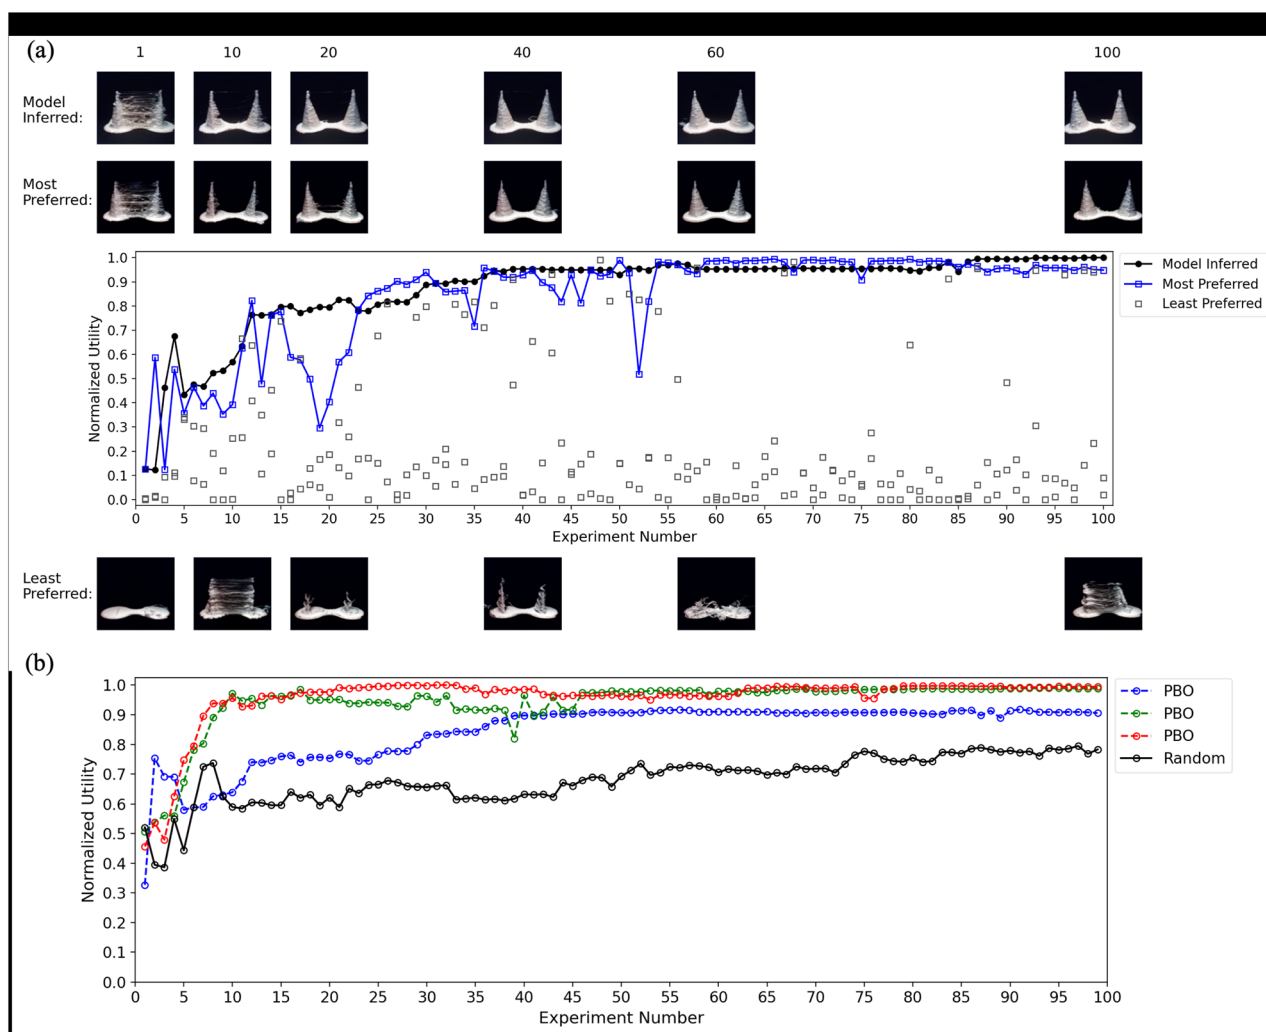 (a)
1 10 20 40 60 100
Model
Inferred:
Most
Preferred:
1.0
0.9
0.8
0.7
0.6
0.5
0.4
0.3
0.2
0.1
0.0
Normalized Utility
0 5 10 15 20 25 30 35 40 45 50 55 60 65 70 75 80 85 90 95 100
Experiment Number
Model Inferred
Most Preferred
Least Preferred
Least
Preferred:
(b)
1.0
0.9
0.8
0.7
0.6
0.5
0.4
0.3
0.2
0.1
0.0
Normalized Utility
0 5 10 15 20 25 30 35 40 45 50 55 60 65 70 75 80 85 90 95 100
Experiment Number
PBO
PBO
PBO
Random